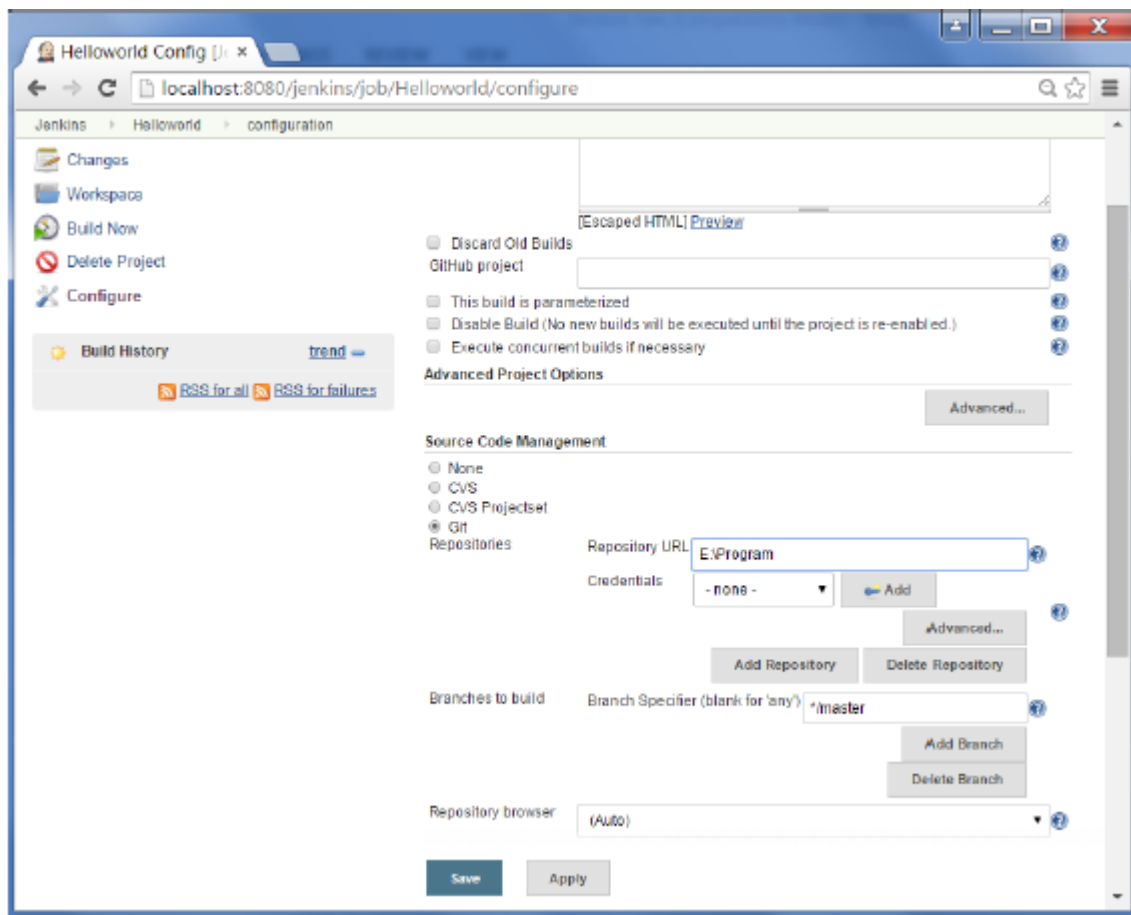 Helloworld Config [Je
localhost:8080/jenkins/job/Helloworld/configure
Jenkins Helloworld configuration
Changes
Workspace
Build Now
Delete Project
Configure
Build History trend
RSS for all RSS for failures
[Escaped HTML] Preview
Discard Old Builds
GitHub project
This build is parameterized
Disable Build (No new builds will be executed until the project is re-enabled.)
Execute concurrent builds if necessary
Advanced Project Options
Advanced...
Source Code Management
None
CVS
CVS Projectset
Git
Repositories Repository URL E:\Program
Credentials - none - Add
Advanced...
Add Repository Delete Repository
Branches to build Branch Specifier (blank for 'any') */master
Add Branch
Delete Branch
Repository browser (Auto)
Save Apply